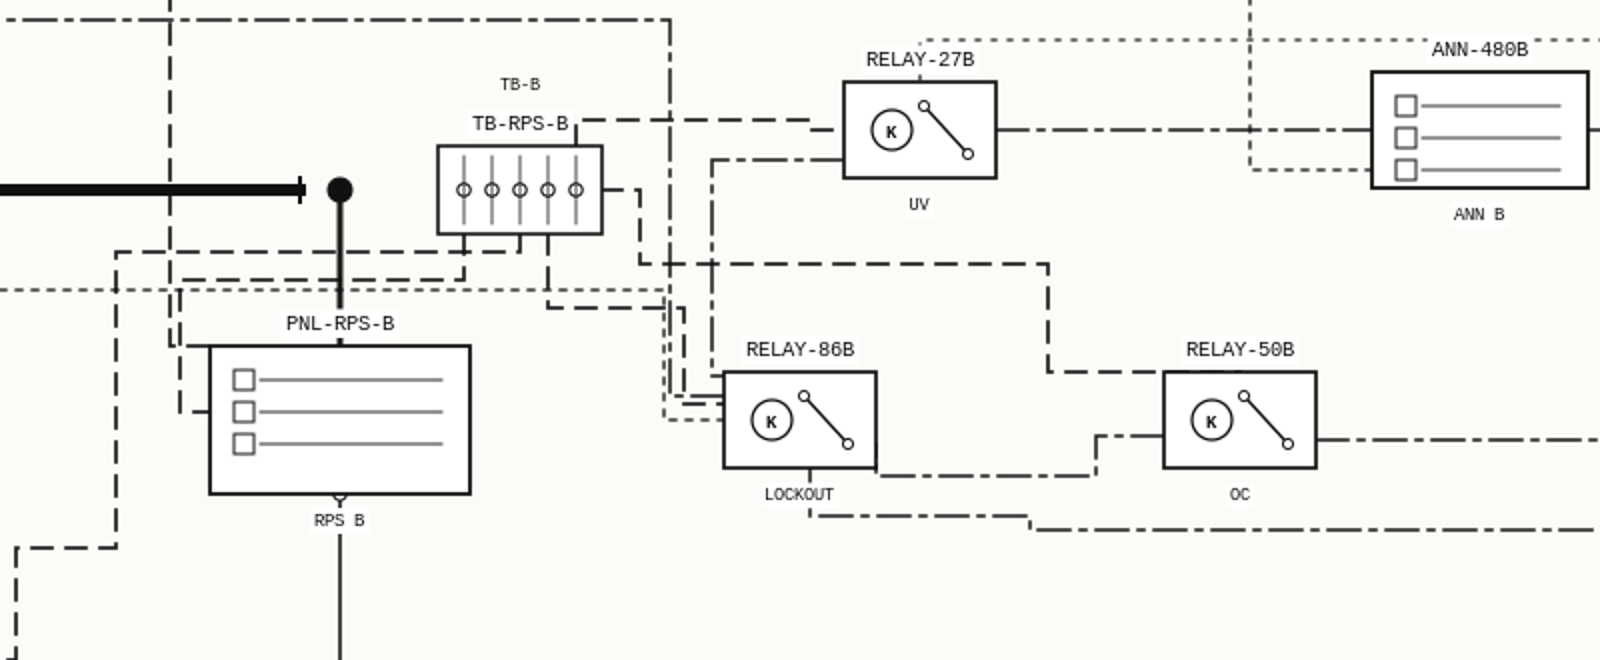 RELAY-27B
ANN-480B
TB-B
TB-RPS-B
K
UV
ANN B
PNL-RPS-B
RELAY-86B
RELAY-50B
K
K
LOCKOUT
OC
RPS B